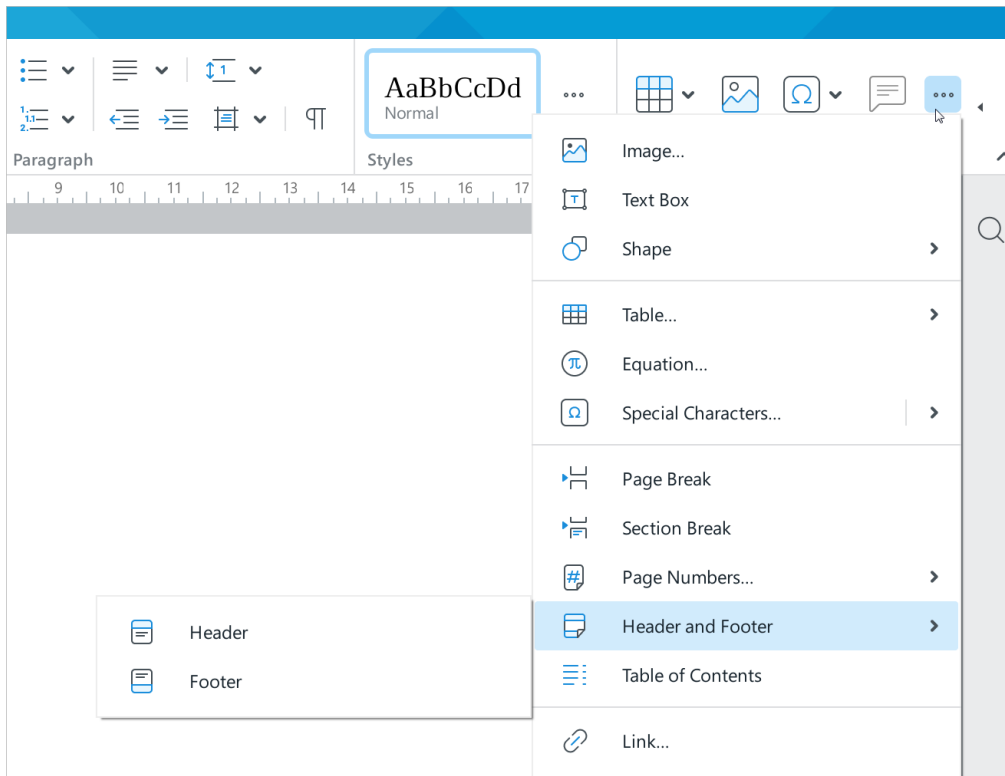 AaBbCcDd
Normal
Paragraph
Styles
9 10 11 12 13 14 15 16 17
Image...
Text Box
Shape
Table...
Equation...
Special Characters...
Page Break
Section Break
Page Numbers...
Header and Footer
Header
Footer
Table of Contents
Link...